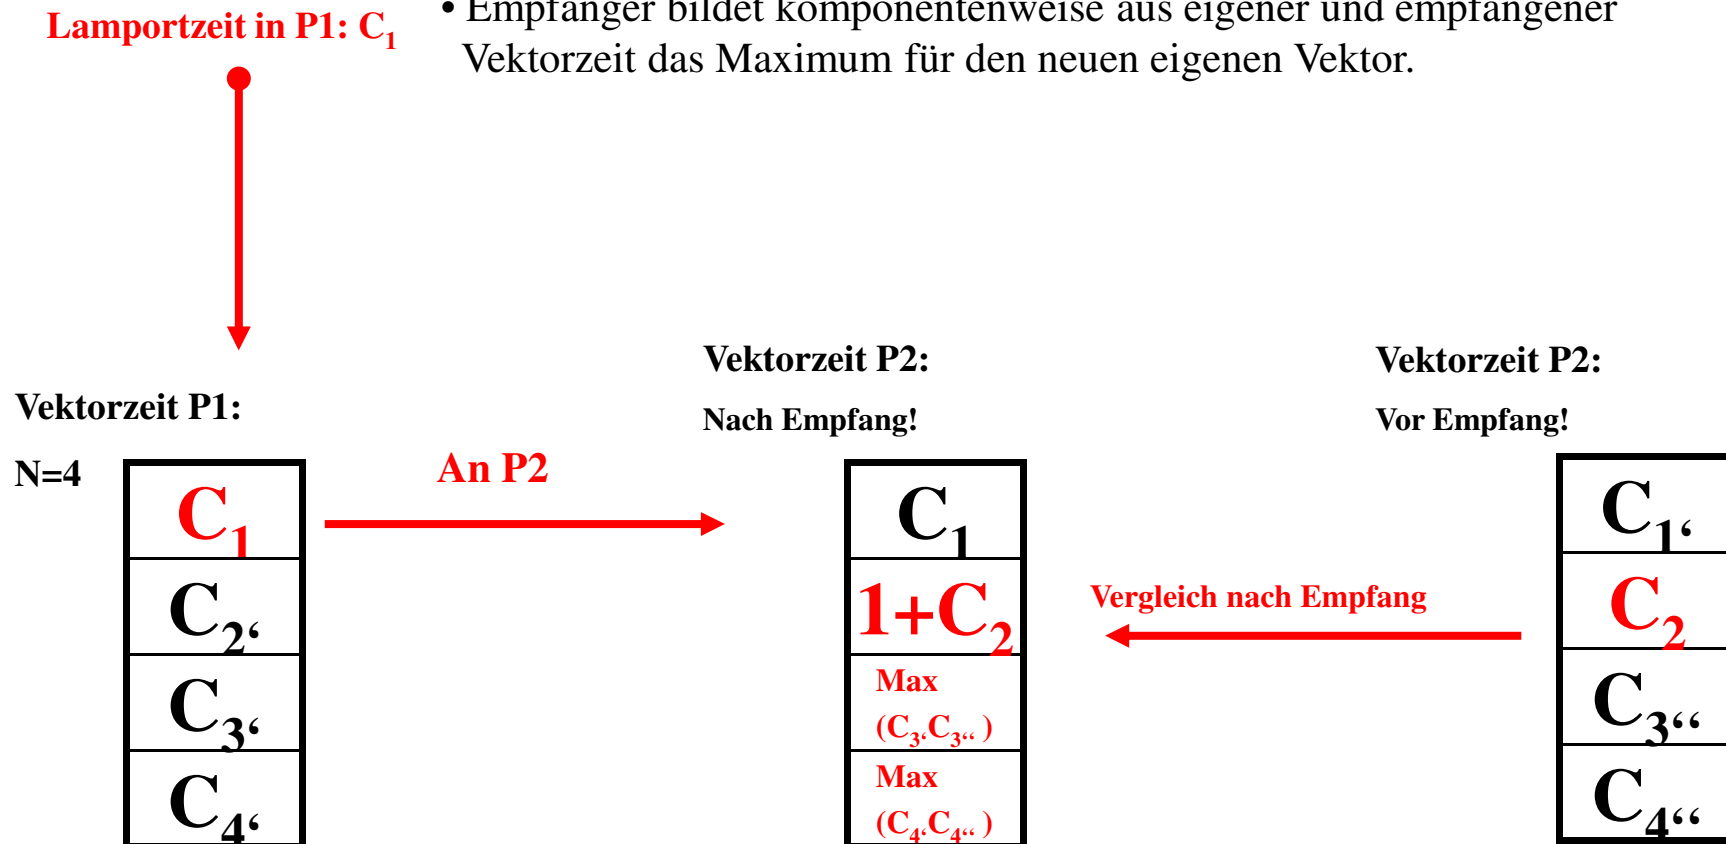 • Empfänger bildet komponentenweise aus eigener und empfangener
Vektorzeit das Maximum für den neuen eigenen Vektor.
Lamportzeit in P1: C1
Vektorzeit P1:
N=4
C1
C2‘
C3‘
C4‘
An P2
Vektorzeit P2:
Nach Empfang!
C1
1+C2
Max
(C3‘C3‘‘ )
Max
(C4‘C4‘‘ )
Vergleich nach Empfang
Vektorzeit P2:
Vor Empfang!
C1‘
C2
C3‘‘
C4‘‘